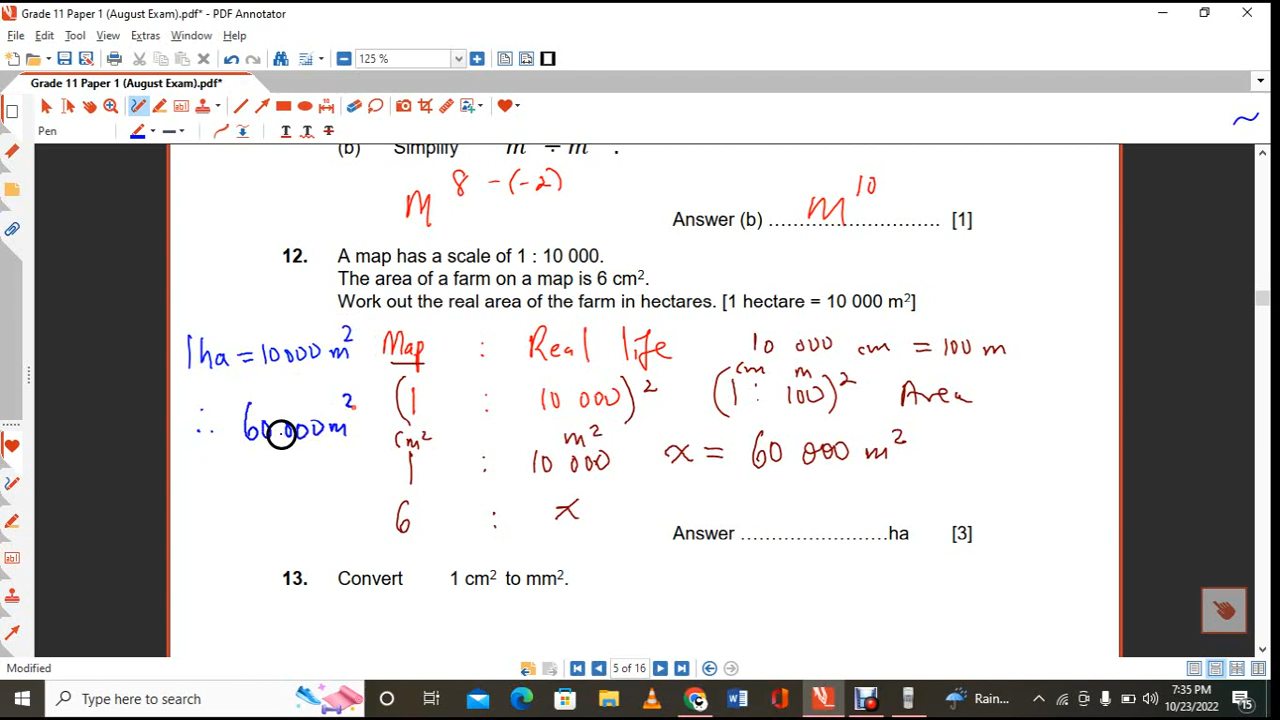 Grade 11 Paper 1 (August Exam).pdf* - PDF Annotator
File Edit Tool View Extras Window Help
125 %
Grade 11 Paper 1 (August Exam).pdf*
Pen
(b) Simplify m ÷ m .
M 8 - (-2)
Answer (b) ............................. [1]
M 10
12. A map has a scale of 1 : 10 000.
The area of a farm on a map is 6 cm².
Work out the real area of the farm in hectares. [1 hectare = 10 000 m²]
1ha = 10000 m² Map : Real life 10 000 cm = 100 m
cm m
(1 : 10 000)² (1 : 100)² Area
∴ 60000 m²
cm² m²
1 : 10 000 x = 60 000 m²
6 : x
Answer ........................ha [3]
13. Convert 1 cm² to mm².
Modified 5 of 16
Type here to search Rain... 7:35 PM
10/23/2022 15